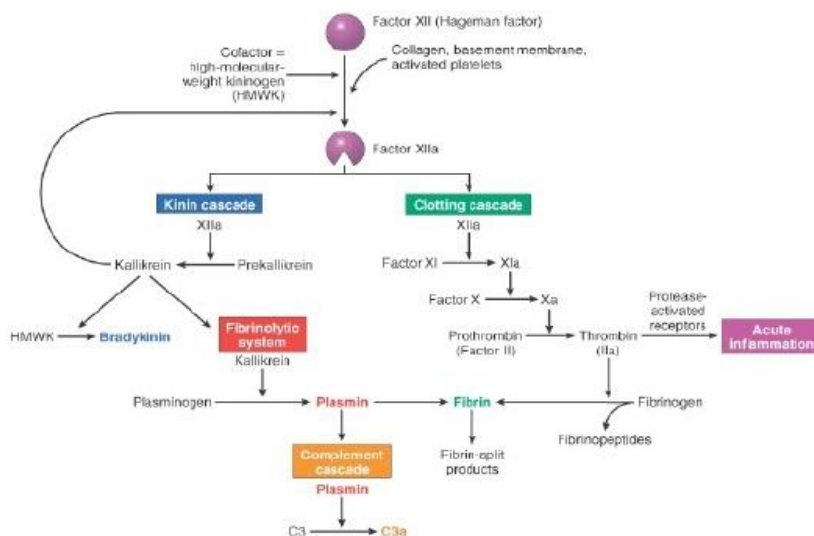 Factor XII (Hageman factor)
Cofactor =
high-molecular-
weight kininogen
(HMWK)
Collagen, basement membrane,
activated platelets
Factor XIIa
Kinin cascade
XIIa
Kallikrein
Prekallikrein
HMWK
Bradykinin
Fibrinolytic
system
Kallikrein
Plasminogen
Plasmin
Complement
cascade
Plasmin
C3
C3a
Clotting cascade
XIIa
Factor XI
XIa
Factor X
Xa
Prothrombin
(Factor II)
Thrombin
(IIa)
Protease-
activated
receptors
Acute
inflammation
Fibrin
Fibrinogen
Fibrinopeptides
Fibrin-split
products